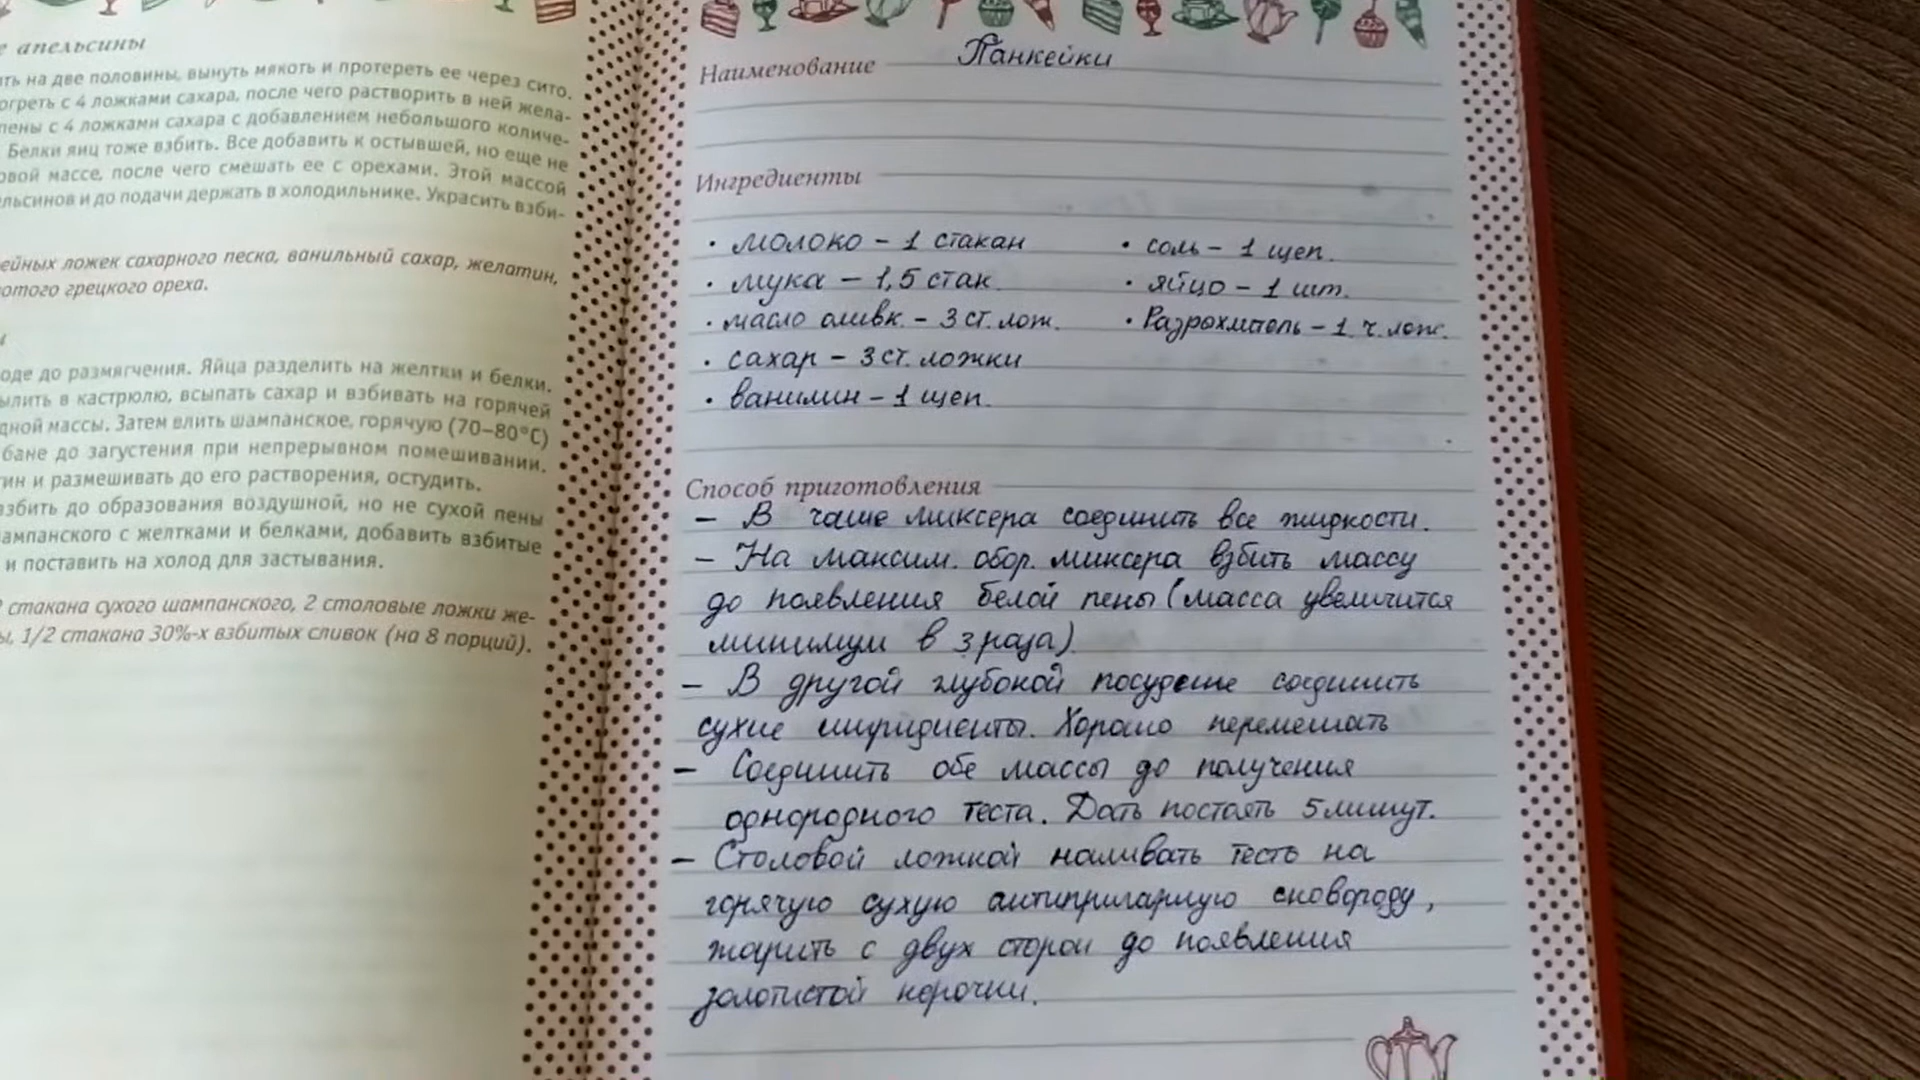 е апельсины
ть на две половины, вынуть мякоть и протереть ее через сито.
огреть с 4 ложками сахара, после чего растворить в ней жела-
пены с 4 ложками сахара с добавлением небольшого количе-
Белки яиц тоже взбить. Все добавить к остывшей, но еще не
овой массе, после чего смешать ее с орехами. Этой массой
ельсинов и до подачи держать в холодильнике. Украсить взби-
ейных ложек сахарного песка, ванильный сахар, желатин,
отого грецкого ореха.
ы
оде до размягчения. Яйца разделить на желтки и белки.
ылить в кастрюлю, всыпать сахар и взбивать на горячей
дной массы. Затем влить шампанское, горячую (70–80°C)
бане до загустения при непрерывном помешивании.
тин и размешивать до его растворения, остудить.
взбить до образования воздушной, но не сухой пены
ампанского с желтками и белками, добавить взбитые
и поставить на холод для застывания.
2 стакана сухого шампанского, 2 столовые ложки же-
ы, 1/2 стакана 30%-х взбитых сливок (на 8 порций).
Наименование Панкейки
Ингредиенты
• молоко – 1 стакан
• мука – 1,5 стак.
• масло оливк. – 3 ст. лож.
• сахар – 3 ст. ложки
• ванилин – 1 щеп.
• соль – 1 щеп.
• яйцо – 1 шт.
• Разрохлитель – 1 ч. лож.
Способ приготовления
– В чаше миксера соединить все жидкости.
– На максим. обор. миксера взбить массу
до появления белой пены (масса увеличится
минимум в 3 раза)
– В другой глубокой соединить
сухие ингридиенты. Хорошо перемешать
– Соединить обе массы до получения
однородного теста. Дать постоять 5 минут.
– Столовой ложкой наливать тесто на
горячую сухую антипригарную сковороду,
жарить с двух сторон до появления
золотистой корочки.